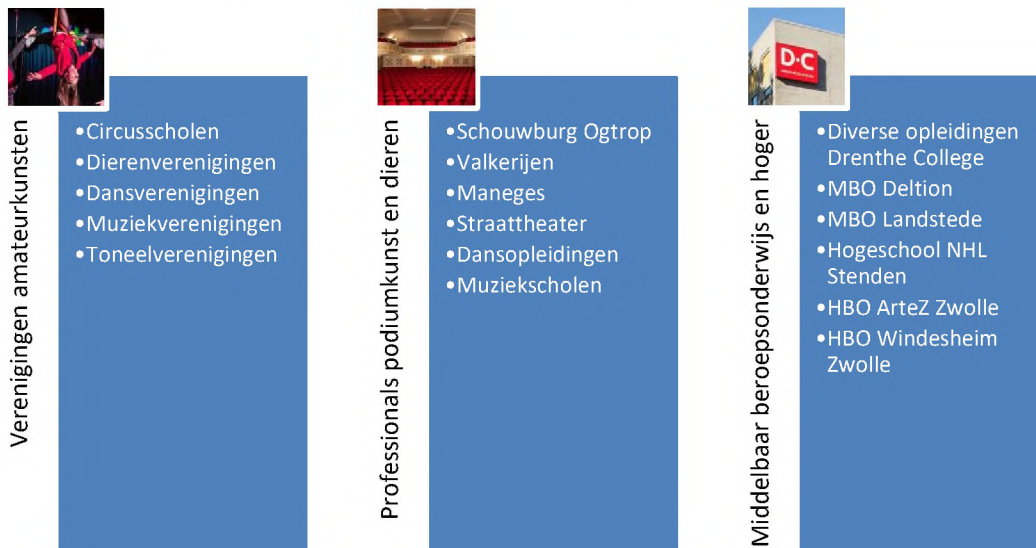 Verenigingen amateurkunsten
•Circusscholen
•Dierenverenigingen
•Dansverenigingen
•Muziekverenigingen
•Toneelverenigingen
Professionals podiumkunst en dieren
•Schouwburg Ogtrop
•Valkerijen
•Maneges
•Straattheater
•Dansopleidingen
•Muziekscholen
D·C
Middelbaar beroepsonderwijs en hoger
•Diverse opleidingen
Drenthe College
•MBO Deltion
•MBO Landstede
•Hogeschool NHL
Stenden
•HBO ArteZ Zwolle
•HBO Windesheim
Zwolle